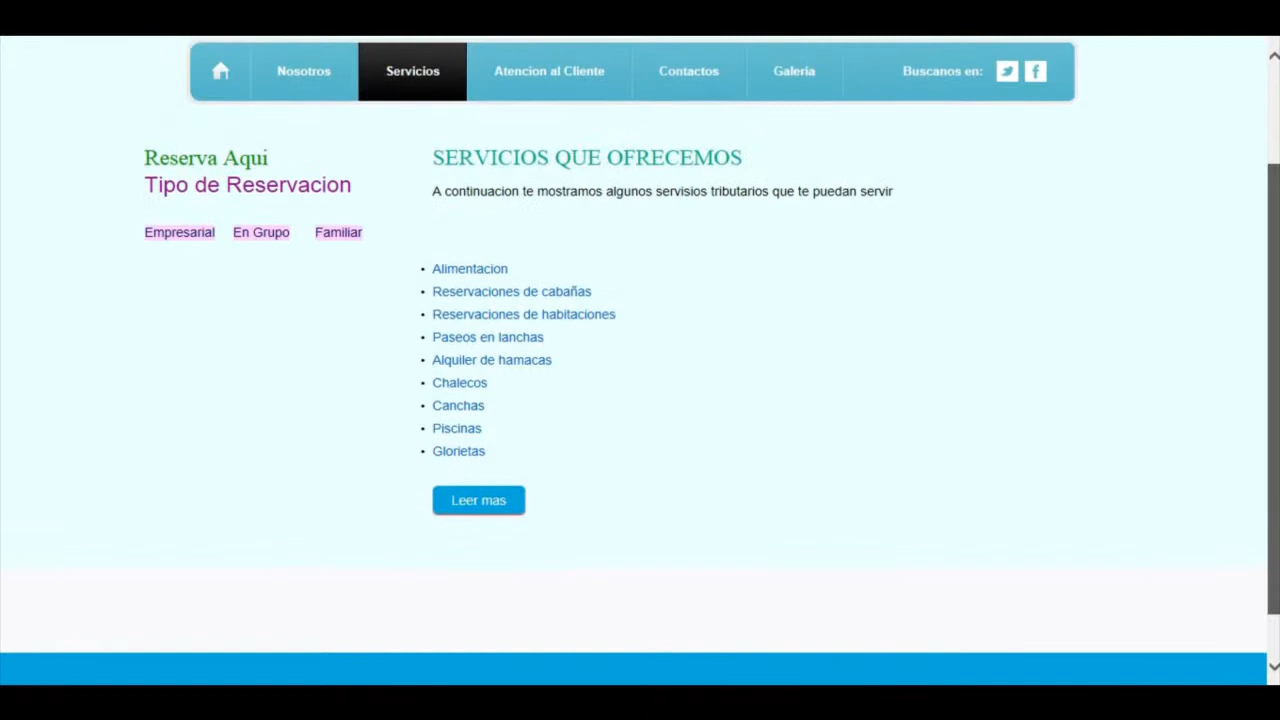 Nosotros Servicios Atencion al Cliente Contactos Galeria Buscanos en:
Reserva Aqui
Tipo de Reservacion
Empresarial En Grupo Familiar
SERVICIOS QUE OFRECEMOS
A continuacion te mostramos algunos servisios tributarios que te puedan servir
• Alimentacion
• Reservaciones de cabañas
• Reservaciones de habitaciones
• Paseos en lanchas
• Alquiler de hamacas
• Chalecos
• Canchas
• Piscinas
• Glorietas
Leer mas